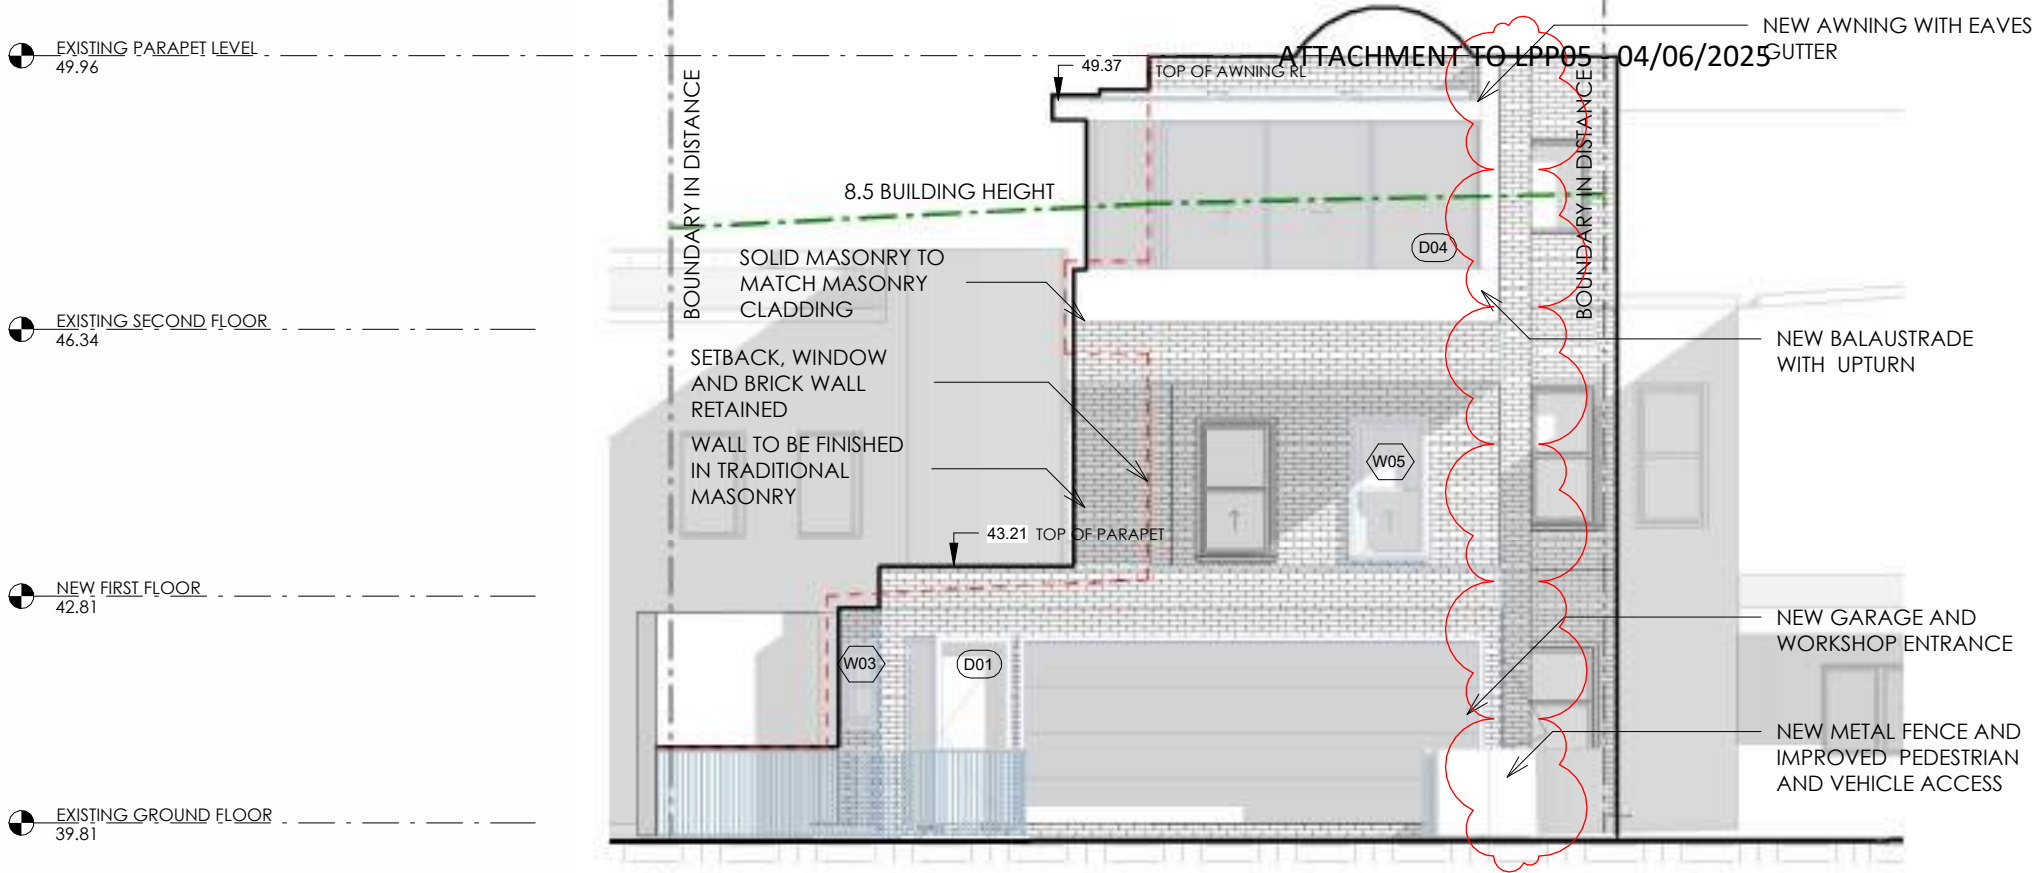 EXISTING PARAPET LEVEL
49.96
EXISTING SECOND FLOOR
46.34
NEW FIRST FLOOR
42.81
EXISTING GROUND FLOOR
39.81
BOUNDARY IN DISTANCE
49.37
TOP OF AWNING RL
ATTACHMENT TO LPP05 - 04/06/2025
NEW AWNING WITH EAVES
GUTTER
BOUNDARY IN DISTANCE
8.5 BUILDING HEIGHT
D04
SOLID MASONRY TO
MATCH MASONRY
CLADDING
SETBACK, WINDOW
AND BRICK WALL
RETAINED
WALL TO BE FINISHED
IN TRADITIONAL
MASONRY
W05
43.21 TOP OF PARAPET
W03
D01
NEW BALAUSTRADE
WITH UPTURN
NEW GARAGE AND
WORKSHOP ENTRANCE
NEW METAL FENCE AND
IMPROVED PEDESTRIAN
AND VEHICLE ACCESS